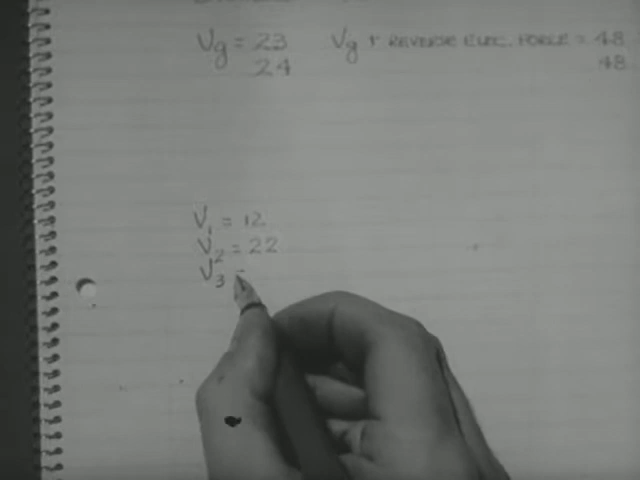 Vg = 23 Vg + REVERSE ELEC. FORCE = 48
24 48
V1 = 12
V2 = 22
V3 =